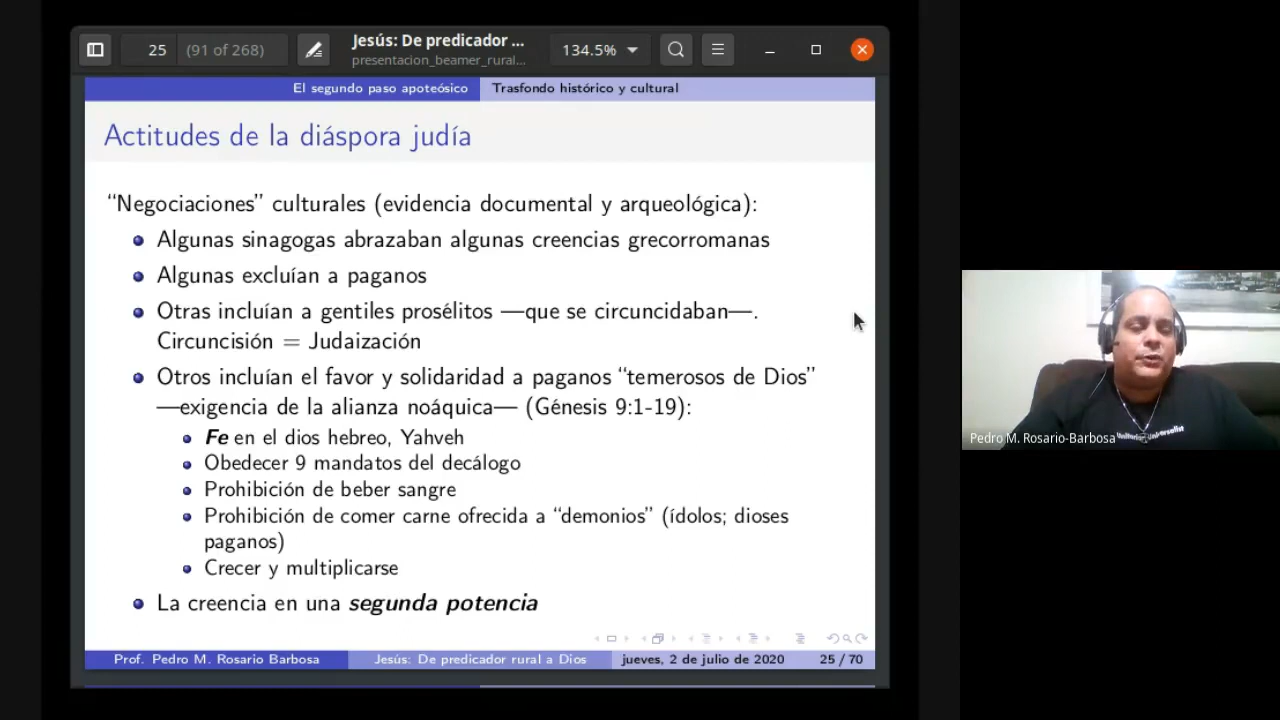 25
(91 of 268)
Jesús: De predicador ...
presentacion_beamer_rural...
134.5%
El segundo paso apoteósico
Trasfondo histórico y cultural
Actitudes de la diáspora judía
“Negociaciones” culturales (evidencia documental y arqueológica):
Algunas sinagogas abrazaban algunas creencias grecorromanas
Algunas excluían a paganos
Otras incluían a gentiles prosélitos —que se circuncidaban—.
Circuncisión = Judaización
Otros incluían el favor y solidaridad a paganos “temerosos de Dios”
—exigencia de la alianza noáquica— (Génesis 9:1-19):
Fe en el dios hebreo, Yahveh
Obedecer 9 mandatos del decálogo
Prohibición de beber sangre
Prohibición de comer carne ofrecida a “demonios” (ídolos; dioses
paganos)
Crecer y multiplicarse
La creencia en una segunda potencia
Prof. Pedro M. Rosario Barbosa
Jesús: De predicador rural a Dios
jueves, 2 de julio de 2020
25 / 70
Pedro M. Rosario-Barbosa
Unitarian Universalist